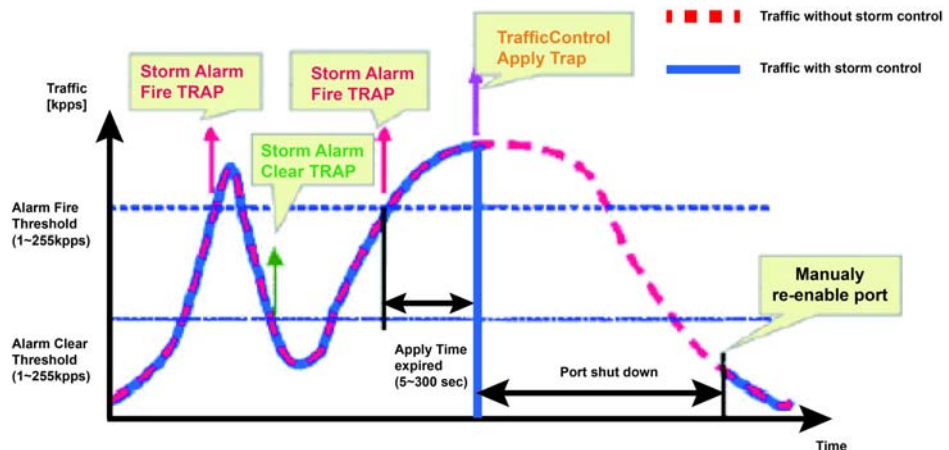 Traffic without storm control
Traffic with storm control
TrafficControl
Apply Trap
Storm Alarm
Fire TRAP
Storm Alarm
Fire TRAP
Storm Alarm
Clear TRAP
Traffic
[kpps]
Alarm Fire
Threshold
(1~255kpps)
Alarm Clear
Threshold
(1~255kpps)
Manualy
re-enable port
Apply Time
expired
(5~300 sec)
Port shut down
Time